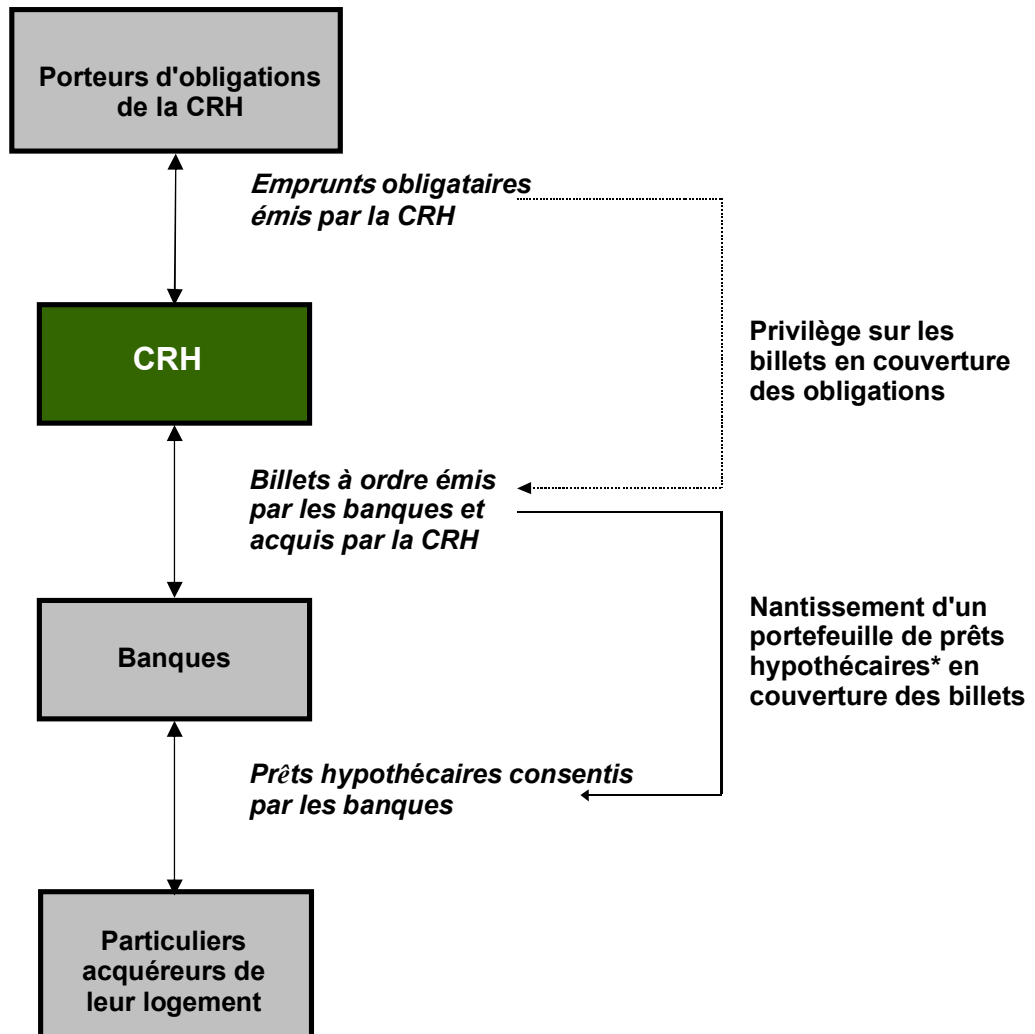 Porteurs d'obligations
de la CRH
Emprunts obligataires
émis par la CRH
CRH
Privilège sur les
billets en couverture
des obligations
Billets à ordre émis
par les banques et
acquis par la CRH
Banques
Nantissement d'un
portefeuille de prêts
hypothécaires* en
couverture des billets
Prêts hypothécaires consentis
par les banques
Particuliers
acquéreurs de
leur logement